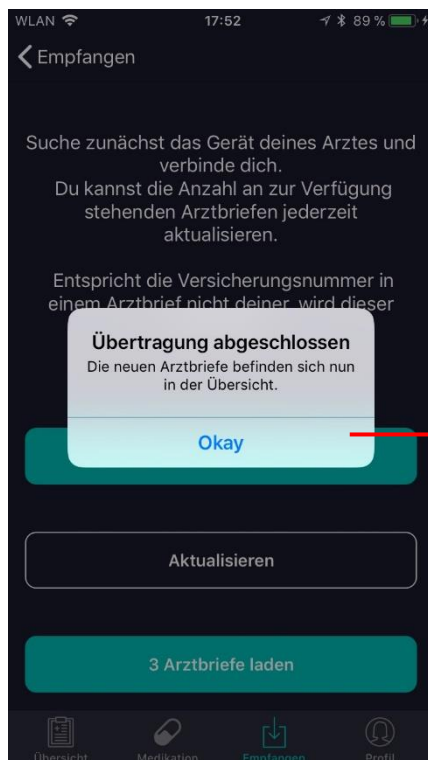 WLAN 17:52 89 %
Empfangen
Suche zunächst das Gerät deines Arztes und
verbinde dich.
Du kannst die Anzahl an zur Verfügung
stehenden Arztbriefen jederzeit
aktualisieren.
Entspricht die Versicherungsnummer in
einem Arztbrief nicht deiner, wird dieser
Übertragung abgeschlossen
Die neuen Arztbriefe befinden sich nun
in der Übersicht.
Okay
Aktualisieren
3 Arztbriefe laden
Übersicht Medikation Empfangen Profil